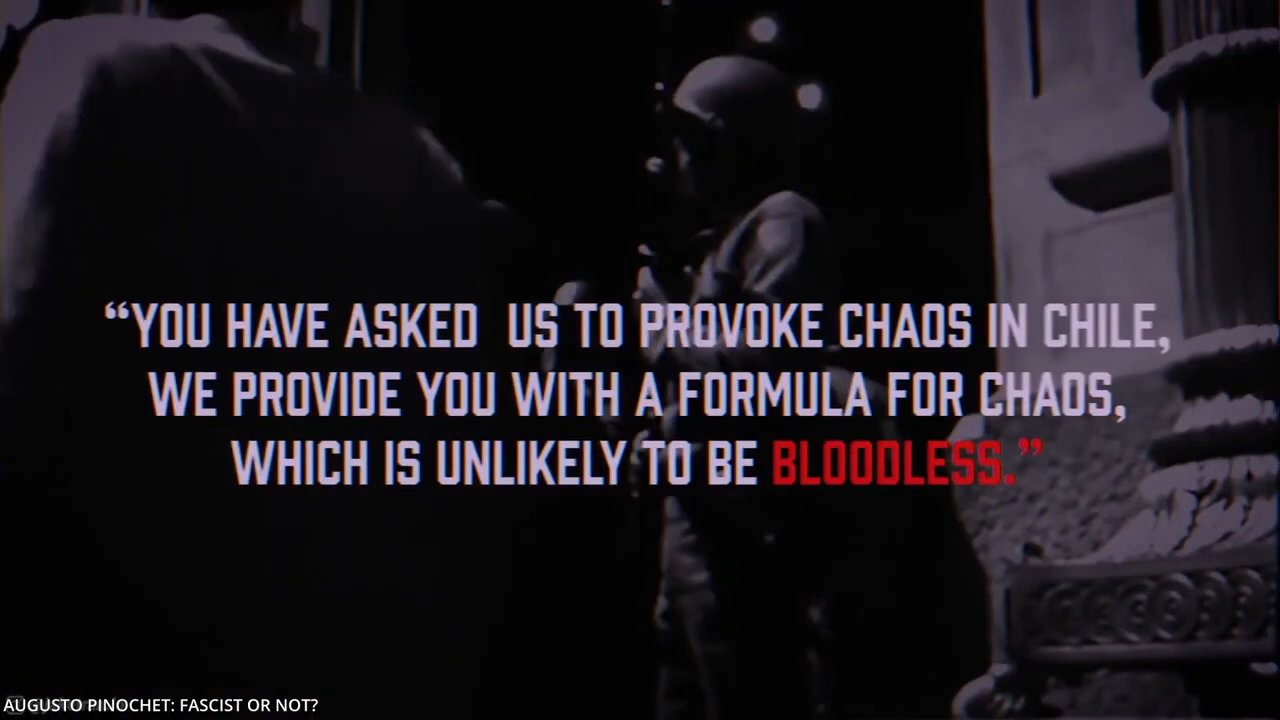 “YOU HAVE ASKED US TO PROVOKE CHAOS IN CHILE,
WE PROVIDE YOU WITH A FORMULA FOR CHAOS,
WHICH IS UNLIKELY TO BE BLOODLESS.”
AUGUSTO PINOCHET: FASCIST OR NOT?